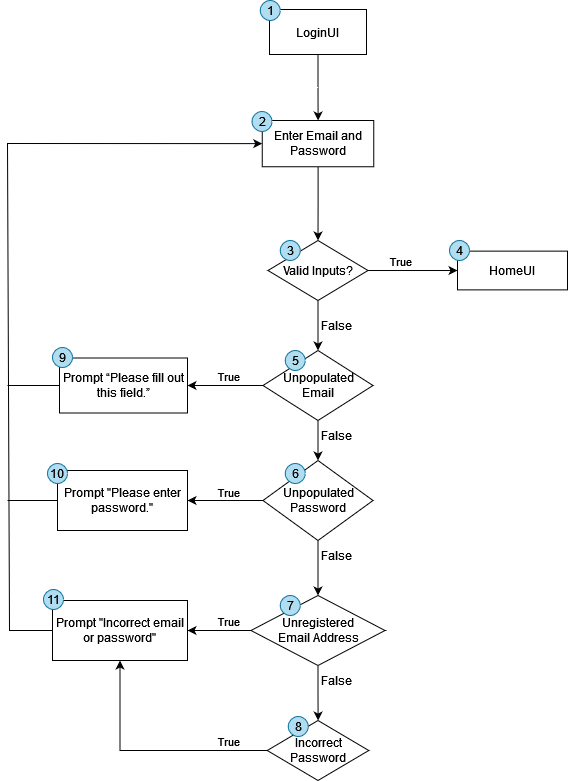 1
LoginUI
2
Enter Email and
Password
3
Valid Inputs?
True
4
HomeUI
False
5
Unpopulated
Email
True
9
Prompt “Please fill out
this field.”
False
6
Unpopulated
Password
True
10
Prompt "Please enter
password."
False
7
Unregistered
Email Address
True
11
Prompt "Incorrect email
or password"
False
8
Incorrect
Password
True